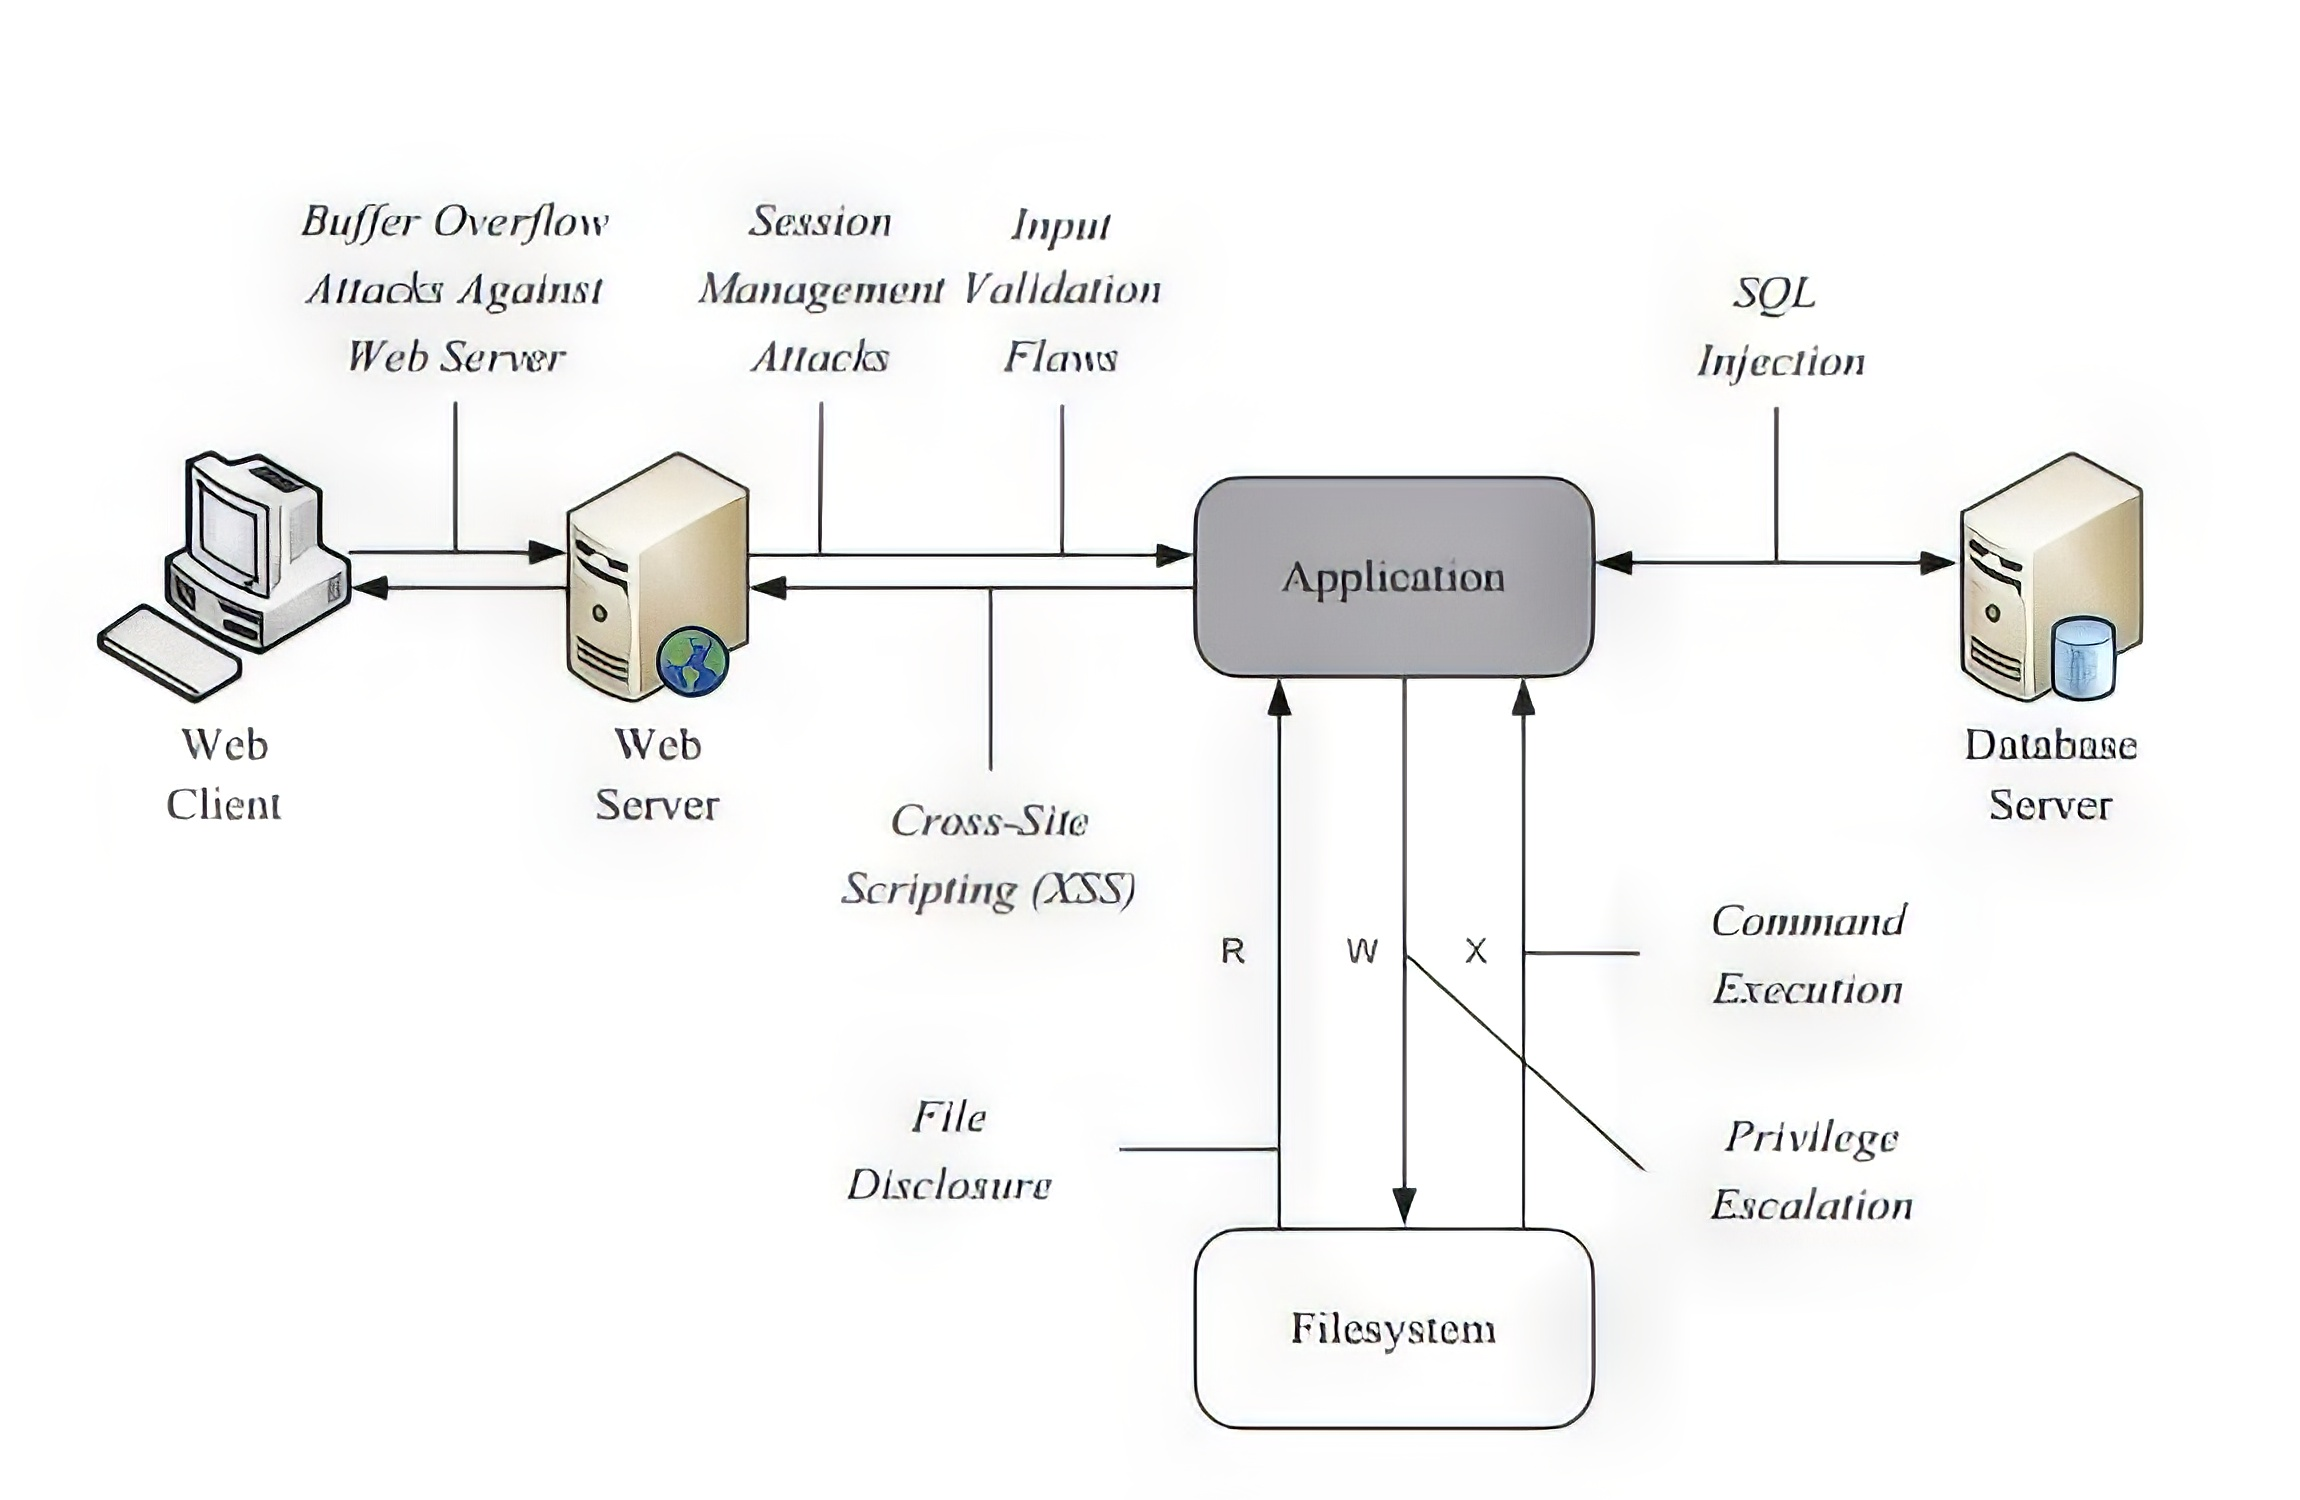 Buffer Overflow
Attacks Against
Web Server
Session
Management
Attacks
Input
Validation
Flaws
SQL
Injection
Application
Web
Client
Web
Server
Database
Server
Cross-Site
Scripting (XSS)
R
W
X
Command
Execution
File
Disclosure
Privilege
Escalation
Filesystem